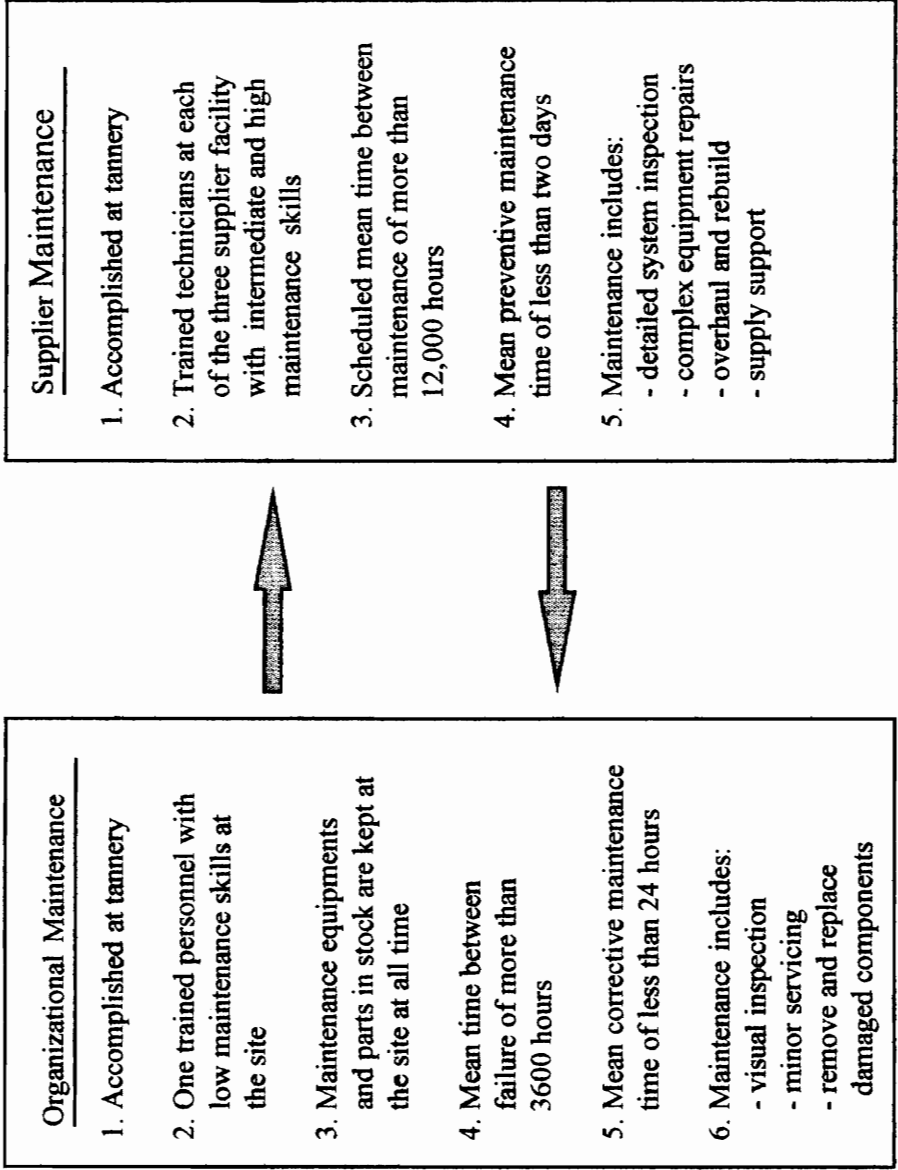 Organizational Maintenance
1. Accomplished at tannery
2. One trained personnel with
low maintenance skills at
the site
3. Maintenance equipments
and parts in stock are kept at
the site at all time
4. Mean time between
failure of more than
3600 hours
5. Mean corrective maintenance
time of less than 24 hours
6. Maintenance includes:
- visual inspection
- minor servicing
- remove and replace
damaged components
Supplier Maintenance
1. Accomplished at tannery
2. Trained technicians at each
of the three supplier facility
with intermediate and high
maintenance skills
3. Scheduled mean time between
maintenance of more than
12,000 hours
4. Mean preventive maintenance
time of less than two days
5. Maintenance includes:
- detailed system inspection
- complex equipment repairs
- overhaul and rebuild
- supply support